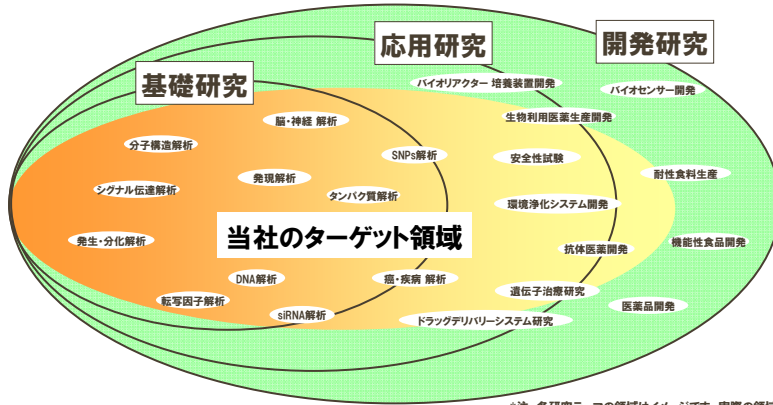 応用研究
開発研究
基礎研究
バイオリアクター 培養装置開発
バイオセンサー開発
脳・神経 解析
生物利用医薬生産開発
分子構造解析
SNPs解析
安全性試験
耐性食料生産
発現解析
シグナル伝達解析
タンパク質解析
環境浄化システム開発
当社のターゲット領域
発生・分化解析
機能性食品開発
抗体医薬開発
DNA解析
癌・疾病 解析
遺伝子治療研究
転写因子解析
医薬品開発
siRNA解析
ドラッグデリバリーシステム研究